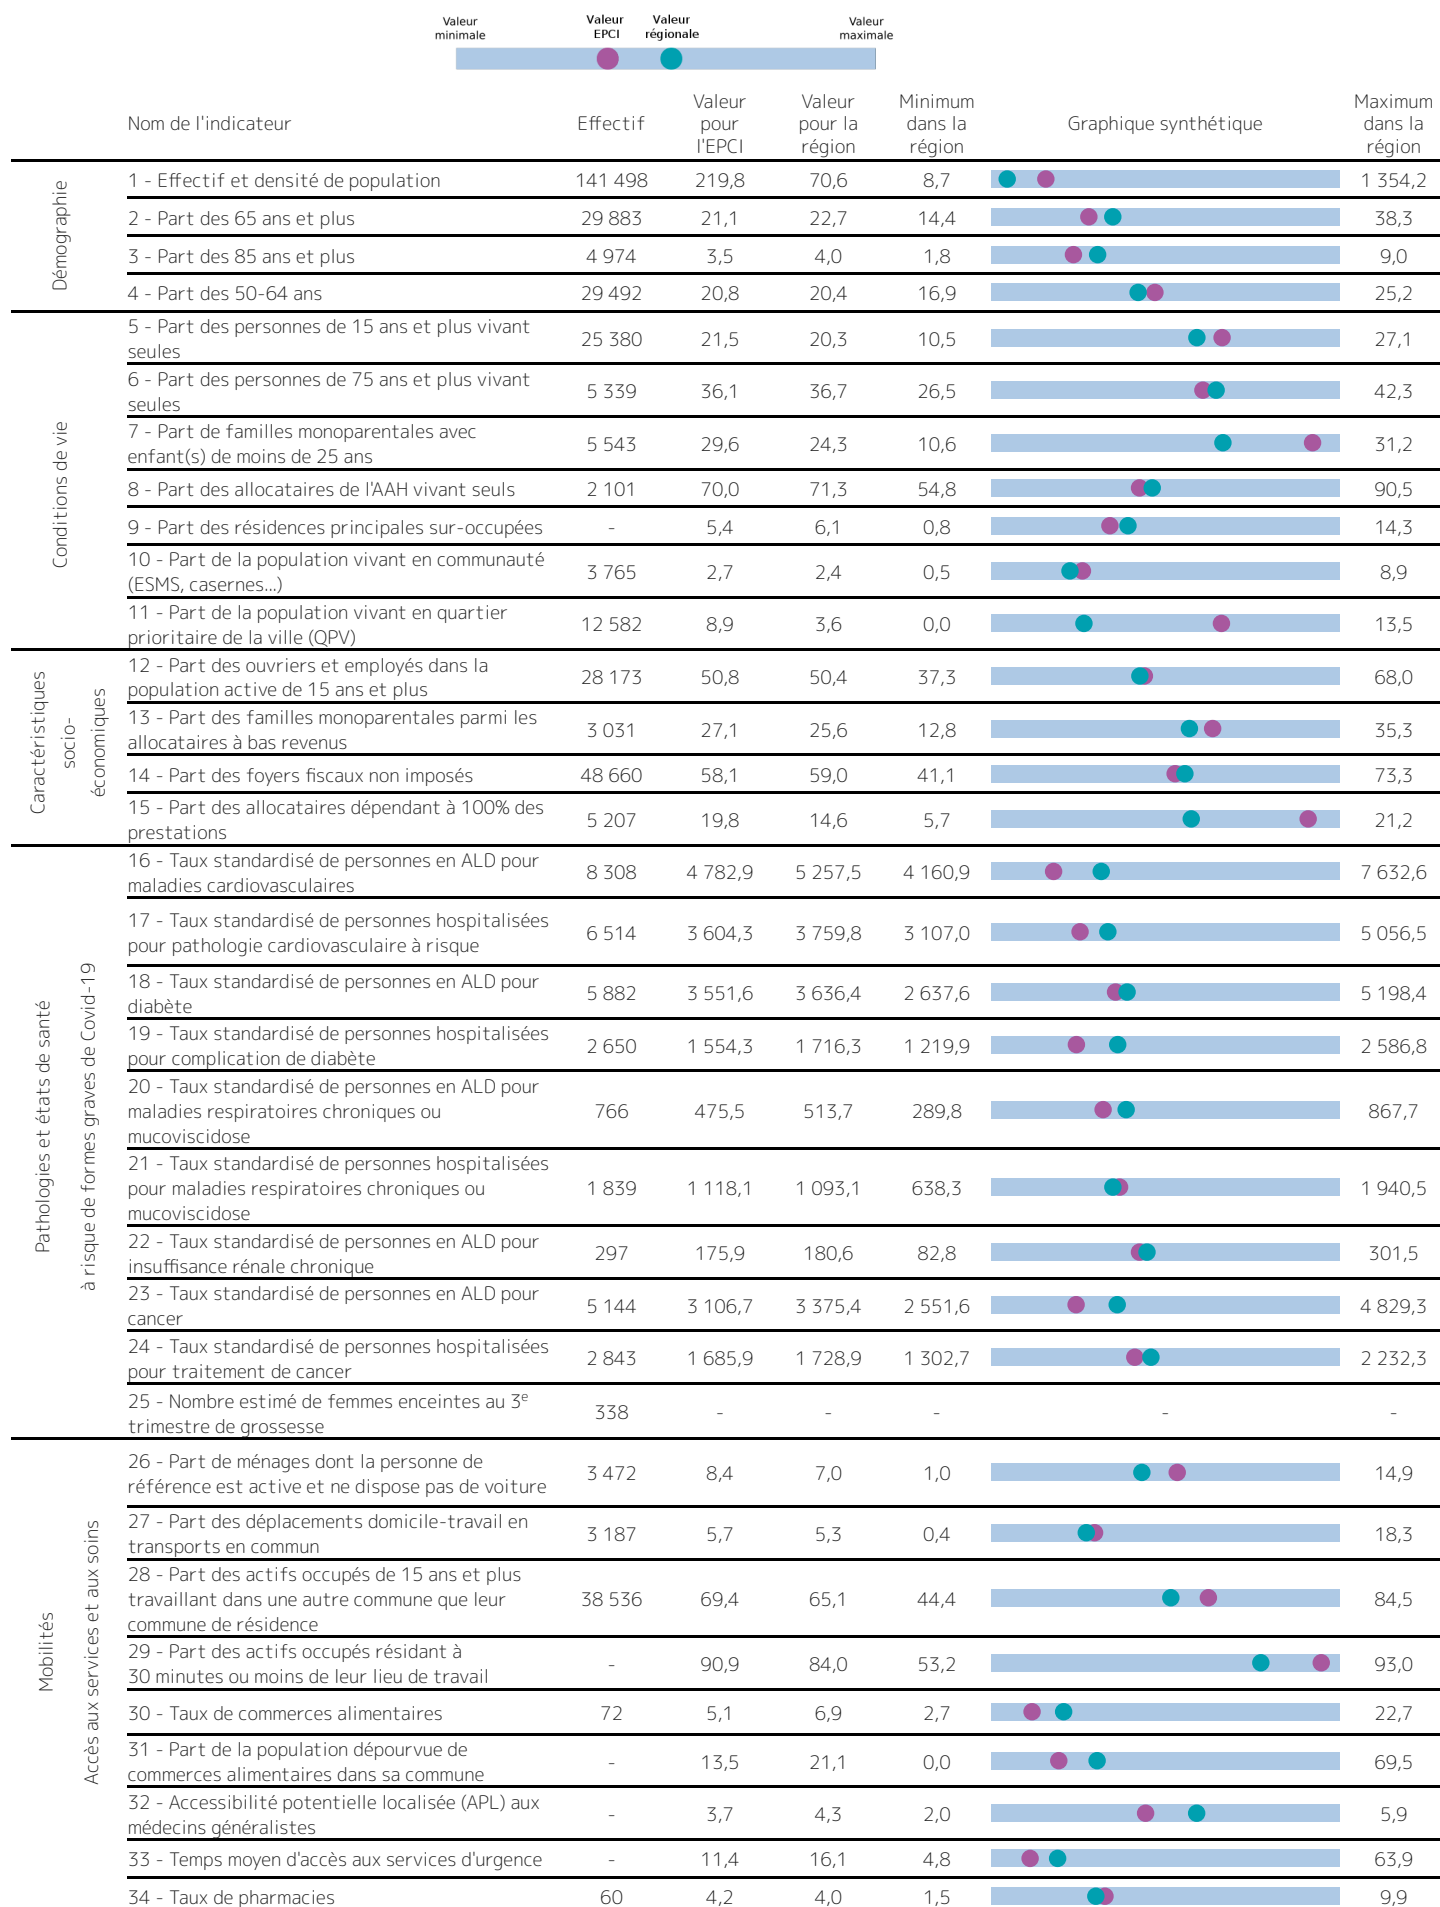 Valeur minimale
Valeur EPCI
Valeur régionale
Valeur maximale
Nom de l'indicateur
Effectif
Valeur pour l'EPCI
Valeur pour la région
Minimum dans la région
Graphique synthétique
Maximum dans la région
Démographie
1 - Effectif et densité de population 141 498 219,8 70,6 8,7 1 354,2
2 - Part des 65 ans et plus 29 883 21,1 22,7 14,4 38,3
3 - Part des 85 ans et plus 4 974 3,5 4,0 1,8 9,0
4 - Part des 50-64 ans 29 492 20,8 20,4 16,9 25,2
Conditions de vie
5 - Part des personnes de 15 ans et plus vivant
seules 25 380 21,5 20,3 10,5 27,1
6 - Part des personnes de 75 ans et plus vivant
seules 5 339 36,1 36,7 26,5 42,3
7 - Part de familles monoparentales avec
enfant(s) de moins de 25 ans 5 543 29,6 24,3 10,6 31,2
8 - Part des allocataires de l'AAH vivant seuls 2 101 70,0 71,3 54,8 90,5
9 - Part des résidences principales sur-occupées - 5,4 6,1 0,8 14,3
10 - Part de la population vivant en communauté
(ESMS, casernes...) 3 765 2,7 2,4 0,5 8,9
11 - Part de la population vivant en quartier
prioritaire de la ville (QPV) 12 582 8,9 3,6 0,0 13,5
Caractéristiques
socio-
économiques
12 - Part des ouvriers et employés dans la
population active de 15 ans et plus 28 173 50,8 50,4 37,3 68,0
13 - Part des familles monoparentales parmi les
allocataires à bas revenus 3 031 27,1 25,6 12,8 35,3
14 - Part des foyers fiscaux non imposés 48 660 58,1 59,0 41,1 73,3
15 - Part des allocataires dépendant à 100% des
prestations 5 207 19,8 14,6 5,7 21,2
Pathologies et états de santé
à risque de formes graves de Covid-19
16 - Taux standardisé de personnes en ALD pour
maladies cardiovasculaires 8 308 4 782,9 5 257,5 4 160,9 7 632,6
17 - Taux standardisé de personnes hospitalisées
pour pathologie cardiovasculaire à risque 6 514 3 604,3 3 759,8 3 107,0 5 056,5
18 - Taux standardisé de personnes en ALD pour
diabète 5 882 3 551,6 3 636,4 2 637,6 5 198,4
19 - Taux standardisé de personnes hospitalisées
pour complication de diabète 2 650 1 554,3 1 716,3 1 219,9 2 586,8
20 - Taux standardisé de personnes en ALD pour
maladies respiratoires chroniques ou
mucoviscidose 766 475,5 513,7 289,8 867,7
21 - Taux standardisé de personnes hospitalisées
pour maladies respiratoires chroniques ou
mucoviscidose 1 839 1 118,1 1 093,1 638,3 1 940,5
22 - Taux standardisé de personnes en ALD pour
insuffisance rénale chronique 297 175,9 180,6 82,8 301,5
23 - Taux standardisé de personnes en ALD pour
cancer 5 144 3 106,7 3 375,4 2 551,6 4 829,3
24 - Taux standardisé de personnes hospitalisées
pour traitement de cancer 2 843 1 685,9 1 728,9 1 302,7 2 232,3
25 - Nombre estimé de femmes enceintes au 3e
trimestre de grossesse 338 - - - - -
Mobilités
Accès aux services et aux soins
26 - Part de ménages dont la personne de
référence est active et ne dispose pas de voiture 3 472 8,4 7,0 1,0 14,9
27 - Part des déplacements domicile-travail en
transports en commun 3 187 5,7 5,3 0,4 18,3
28 - Part des actifs occupés de 15 ans et plus
travaillant dans une autre commune que leur
commune de résidence 38 536 69,4 65,1 44,4 84,5
29 - Part des actifs occupés résidant à
30 minutes ou moins de leur lieu de travail - 90,9 84,0 53,2 93,0
30 - Taux de commerces alimentaires 72 5,1 6,9 2,7 22,7
31 - Part de la population dépourvue de
commerces alimentaires dans sa commune - 13,5 21,1 0,0 69,5
32 - Accessibilité potentielle localisée (APL) aux
médecins généralistes - 3,7 4,3 2,0 5,9
33 - Temps moyen d'accès aux services d'urgence - 11,4 16,1 4,8 63,9
34 - Taux de pharmacies 60 4,2 4,0 1,5 9,9